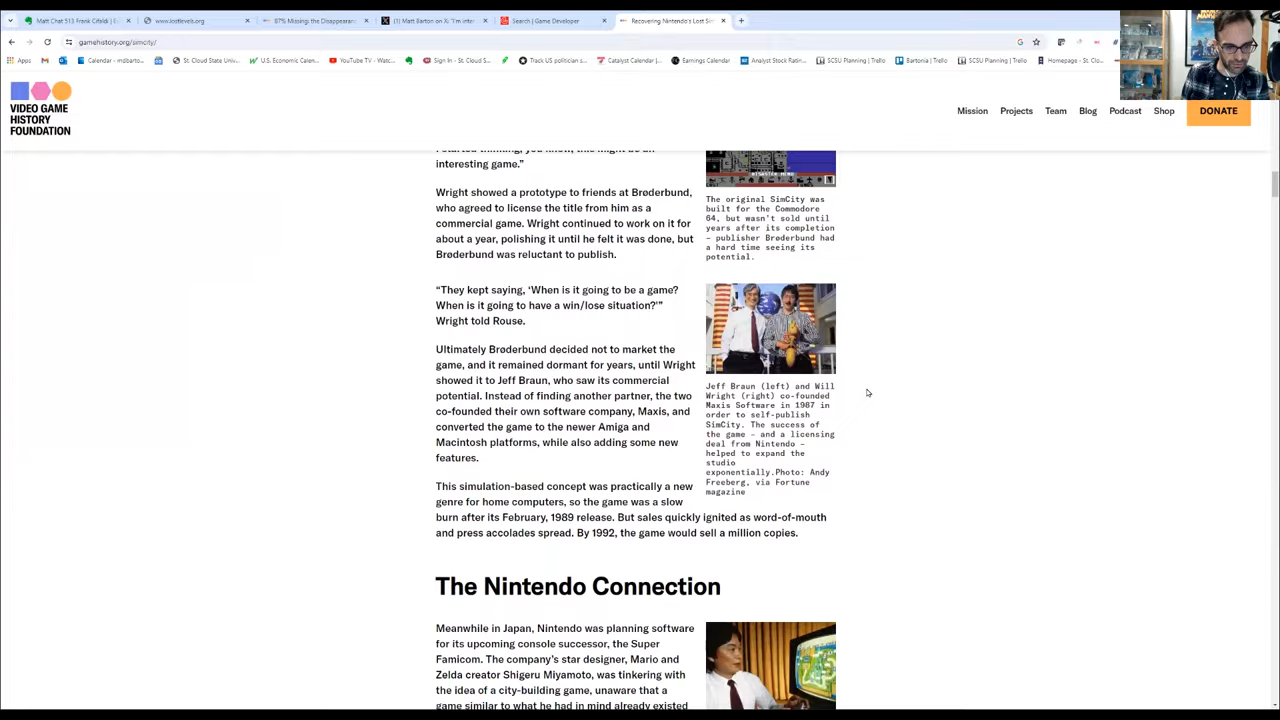 Matt Chat 513 Frank Cifaldi | E
www.lostlevels.org
87% Missing: the Disappearanc
(1) Matt Barton on X: "I'm inter
Search | Game Developer
Recovering Nintendo's Lost Sim
gamehistory.org/simcity/
Apps
Calendar - mdbarto...
St. Cloud State Univ...
U.S. Economic Calen...
YouTube TV - Watc...
Sign In - St. Cloud S...
Track US politician s...
Catalyst Calendar |...
Earnings Calendar
Analyst Stock Ratin...
SCSU Planning | Trello
Bartonia | Trello
SCSU Planning | Trello
Homepage - St. Clo...
VIDEO GAME
HISTORY
FOUNDATION
Mission
Projects
Team
Blog
Podcast
Shop
DONATE
interesting game.”
Wright showed a prototype to friends at Brøderbund,
who agreed to license the title from him as a
commercial game. Wright continued to work on it for
about a year, polishing it until he felt it was done, but
Brøderbund was reluctant to publish.
“They kept saying, ‘When is it going to be a game?
When is it going to have a win/lose situation?’”
Wright told Rouse.
Ultimately Brøderbund decided not to market the
game, and it remained dormant for years, until Wright
showed it to Jeff Braun, who saw its commercial
potential. Instead of finding another partner, the two
co-founded their own software company, Maxis, and
converted the game to the newer Amiga and
Macintosh platforms, while also adding some new
features.
This simulation-based concept was practically a new
genre for home computers, so the game was a slow
burn after its February, 1989 release. But sales quickly ignited as word-of-mouth
and press accolades spread. By 1992, the game would sell a million copies.
DISASTER MENU
The original SimCity was
built for the Commodore
64, but wasn't sold until
years after its completion
– publisher Brøderbund had
a hard time seeing its
potential.
Jeff Braun (left) and Will
Wright (right) co-founded
Maxis Software in 1987 in
order to self-publish
SimCity. The success of
the game – and a licensing
deal from Nintendo –
helped to expand the
studio
exponentially.Photo: Andy
Freeberg, via Fortune
magazine
The Nintendo Connection
Meanwhile in Japan, Nintendo was planning software
for its upcoming console successor, the Super
Famicom. The company’s star designer, Mario and
Zelda creator Shigeru Miyamoto, was tinkering with
the idea of a city-building game, unaware that a
game similar to what he had in mind already existed